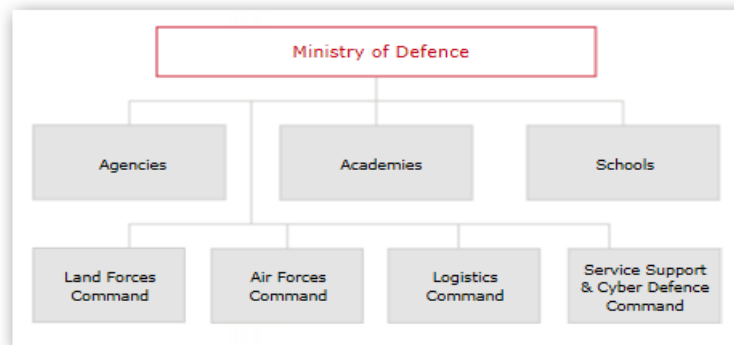 Ministry of Defence
Agencies
Academies
Schools
Land Forces
Command
Air Forces
Command
Logistics
Command
Service Support
& Cyber Defence
Command